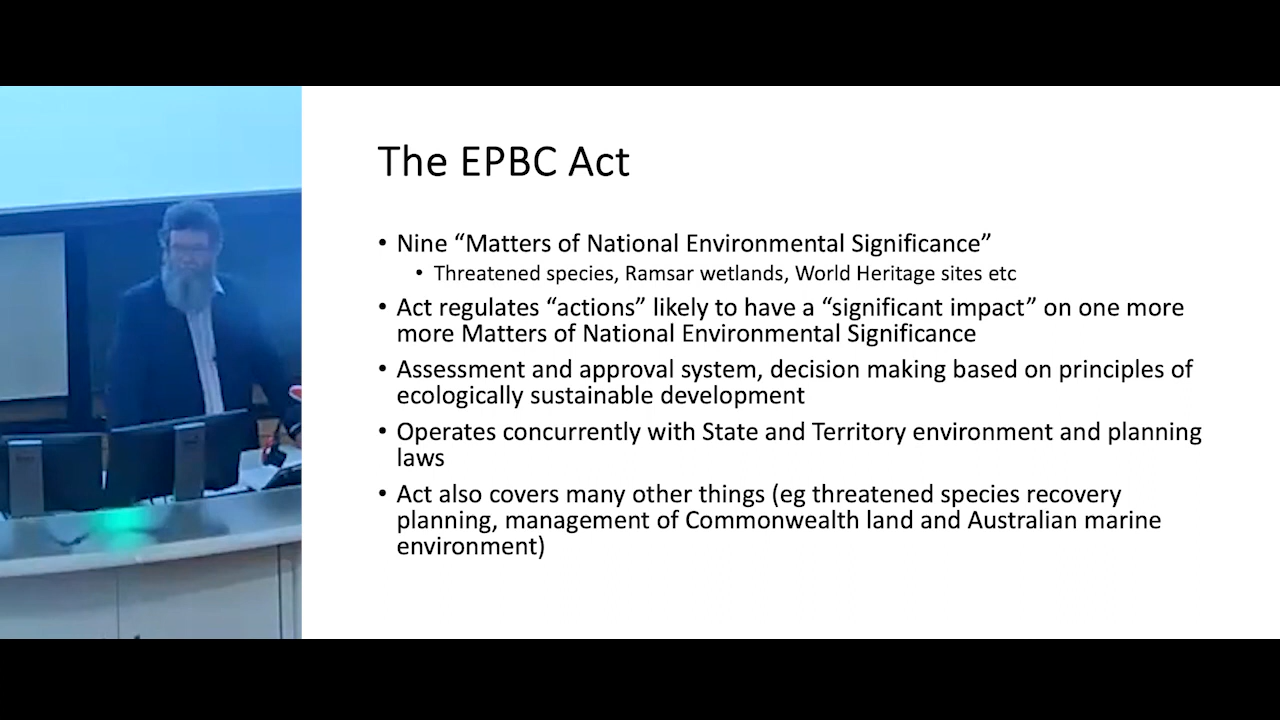 The EPBC Act
• Nine “Matters of National Environmental Significance”
• Threatened species, Ramsar wetlands, World Heritage sites etc
• Act regulates “actions” likely to have a “significant impact” on one more
more Matters of National Environmental Significance
• Assessment and approval system, decision making based on principles of
ecologically sustainable development
• Operates concurrently with State and Territory environment and planning
laws
• Act also covers many other things (eg threatened species recovery
planning, management of Commonwealth land and Australian marine
environment)